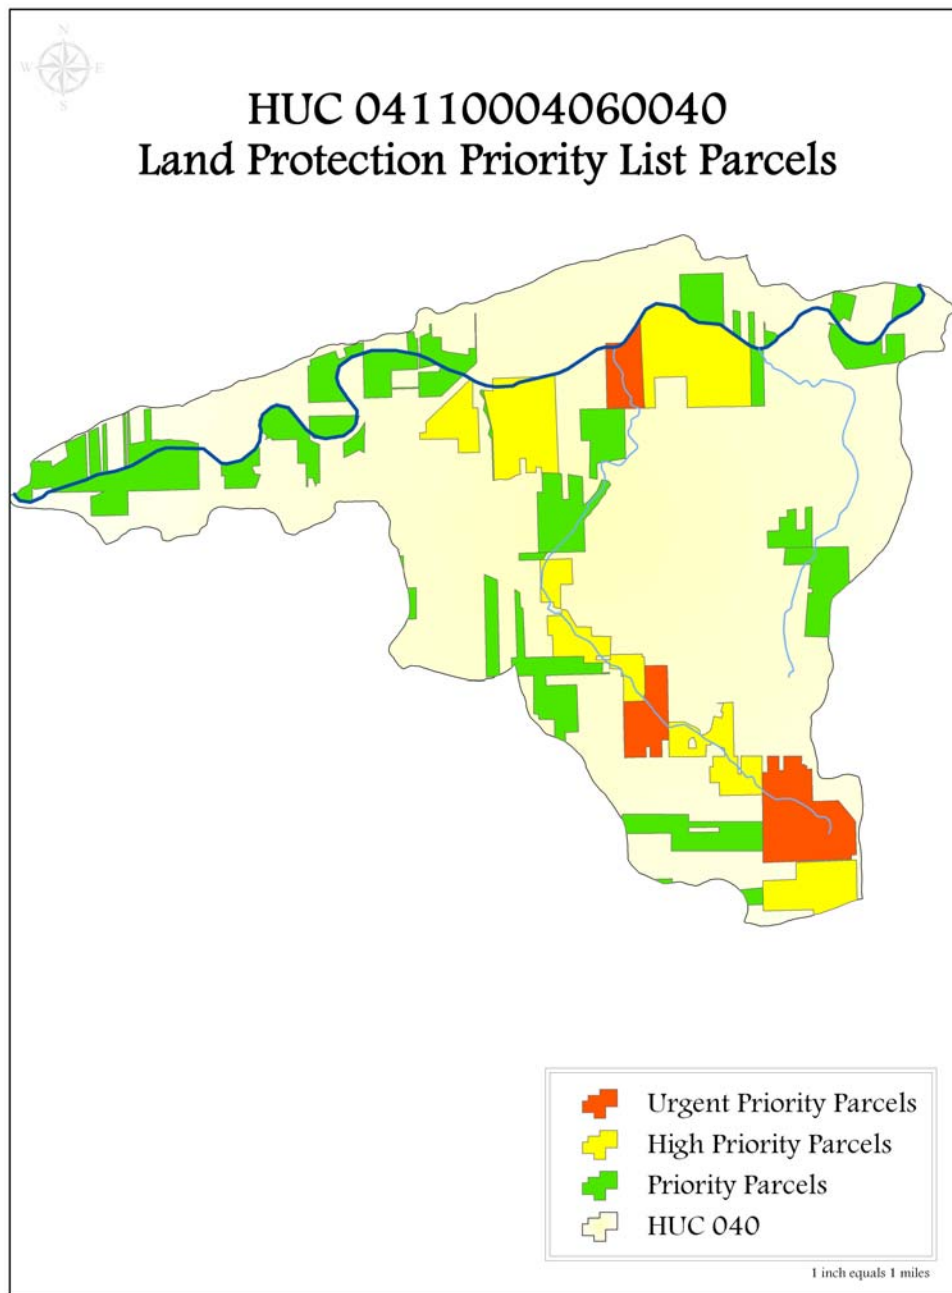 N
W E
S
HUC 04110004060040
Land Protection Priority List Parcels
Urgent Priority Parcels
High Priority Parcels
Priority Parcels
HUC 040
1 inch equals 1 miles